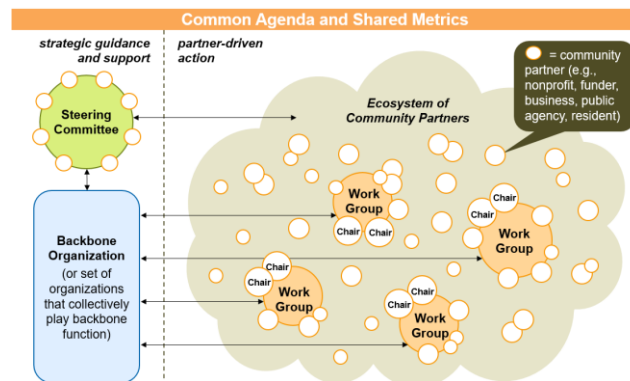 Common Agenda and Shared Metrics
strategic guidance
and support
partner-driven
action
= community
partner (e.g.,
nonprofit, funder,
business, public
agency, resident)
Steering
Committee
Ecosystem of
Community Partners
Work
Group
Chair
Chair
Chair
Chair
Work
Group
Backbone
Organization
(or set of
organizations
that collectively
play backbone
function)
Chair
Chair
Work
Group
Chair
Chair
Work
Group